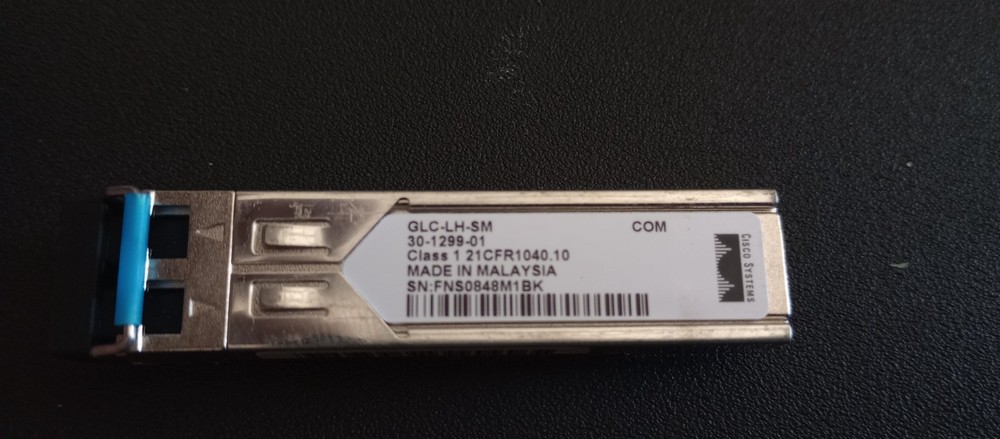 GLC-LH-SM COM
30-1299-01
Class 1 21CFR1040.10
MADE IN MALAYSIA
SN:FNS0848M1BK
CISCO SYSTEMS